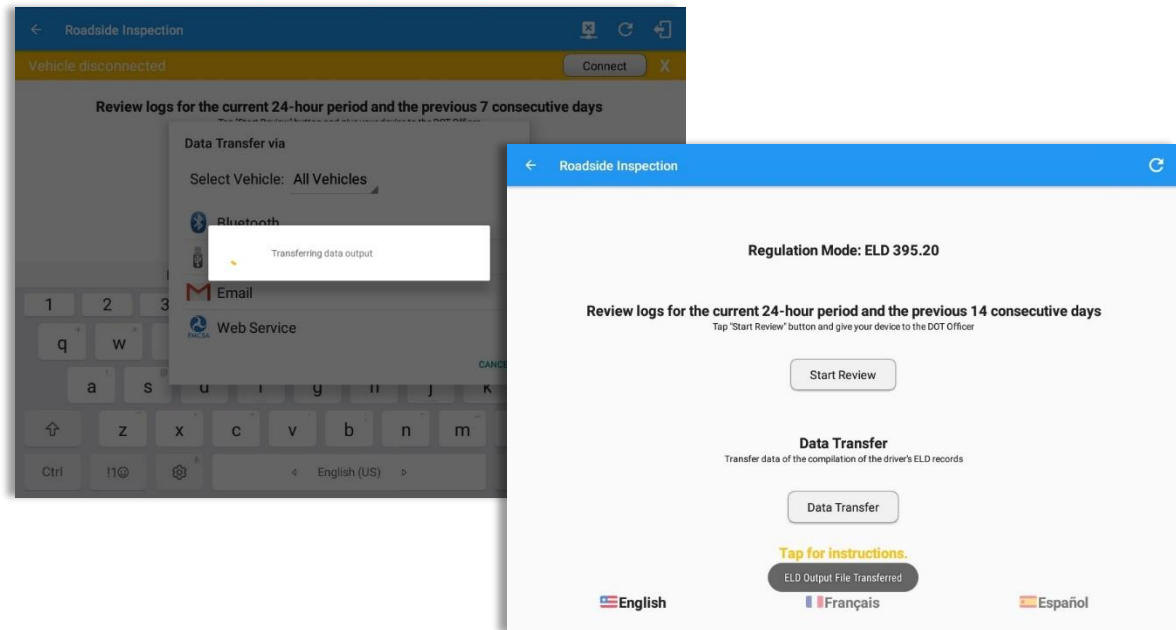 Roadside Inspection
Vehicle disconnected
Connect X
Review logs for the current 24-hour period and the previous 7 consecutive days
Data Transfer via
Select Vehicle: All Vehicles
Bluetooth
Transferring data output
Email
FMCSA
Web Service
1 2 3
q w
a s d f g h j k
z x c v b n m
Ctrl !1☺ English (US)
Roadside Inspection
Regulation Mode: ELD 395.20
Review logs for the current 24-hour period and the previous 14 consecutive days
Tap "Start Review" button and give your device to the DOT Officer
Start Review
Data Transfer
Transfer data of the compilation of the driver's ELD records
Data Transfer
Tap for instructions.
ELD Output File Transferred
English Français Español